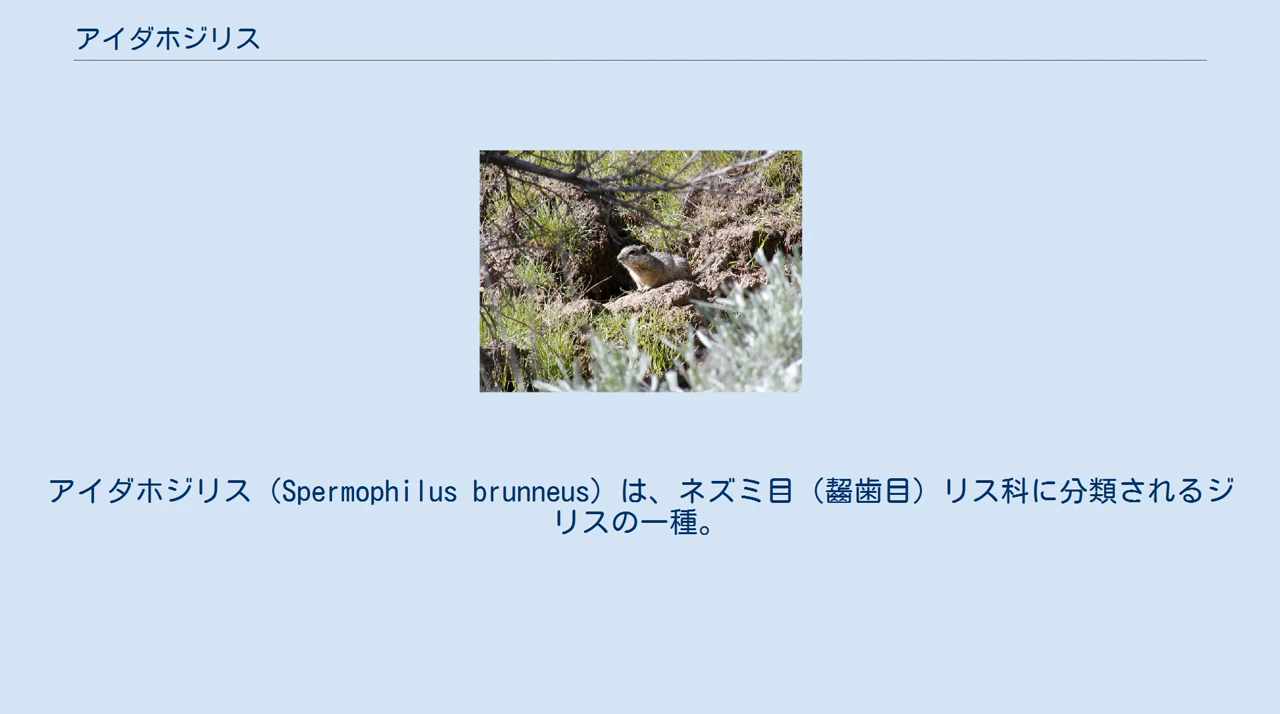 アイダホジリス
アイダホジリス（Spermophilus brunneus）は、ネズミ目（齧歯目）リス科に分類されるジ
リスの一種。